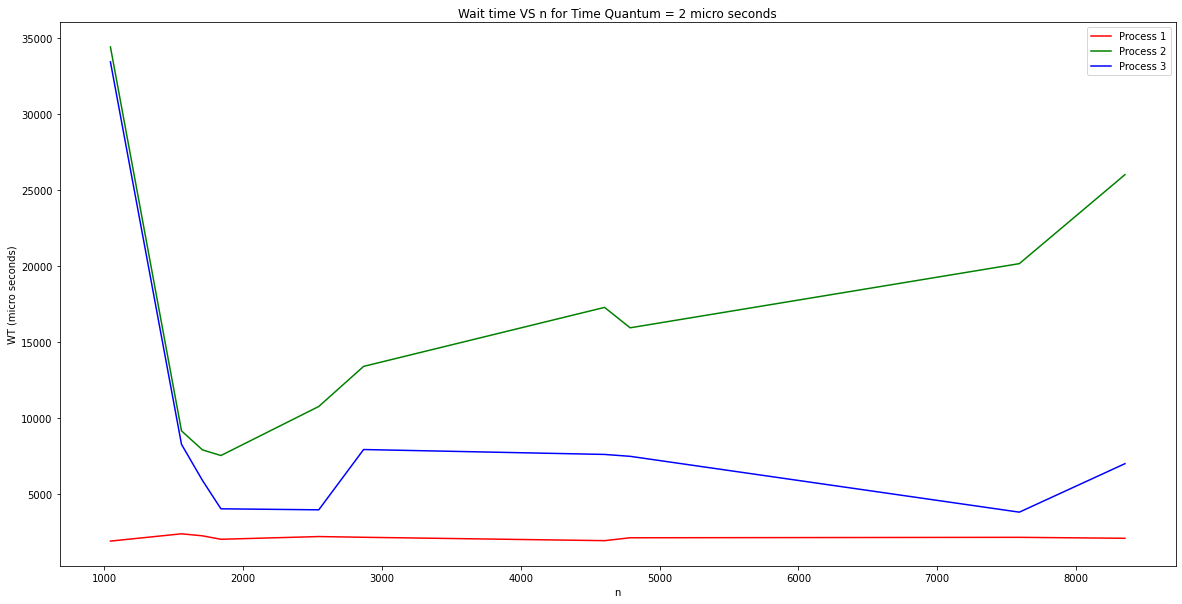 Wait time VS n for Time Quantum = 2 micro seconds
Process 1
Process 2
Process 3
35000
30000
25000
20000
15000
10000
5000
WT (micro seconds)
1000 2000 3000 4000 5000 6000 7000 8000
n